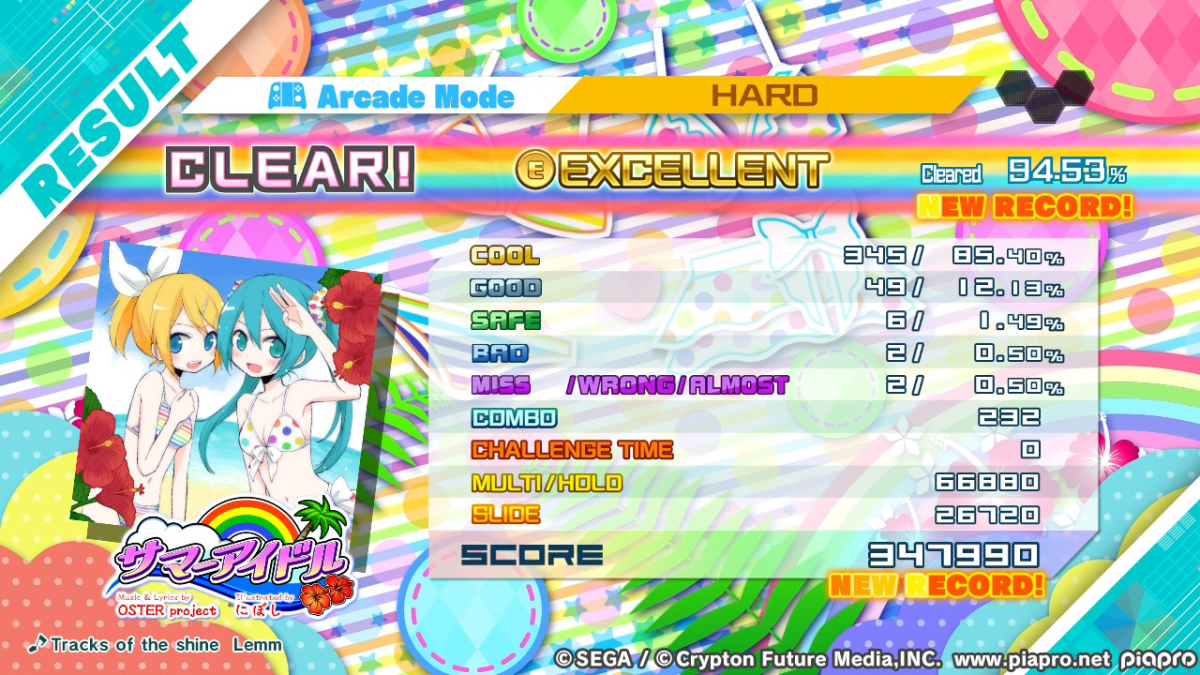 RESULT
Arcade Mode
HARD
CLEAR!
E EXCELLENT
Cleared 94.53%
NEW RECORD!
COOL 345/ 85.40%
GOOD 49/ 12.13%
SAFE 6/ 1.49%
BAD 2/ 0.50%
MISS /WRONG/ALMOST 2/ 0.50%
COMBO 232
CHALLENGE TIME 0
MULTI/HOLD 66880
SLIDE 26720
SCORE 347990
NEW RECORD!
サマーアイドル
Music & Lyrics by
OSTER project
Illustrated by
にぼし
♪Tracks of the shine Lemm
©SEGA / ©Crypton Future Media,INC. www.piapro.net piapro